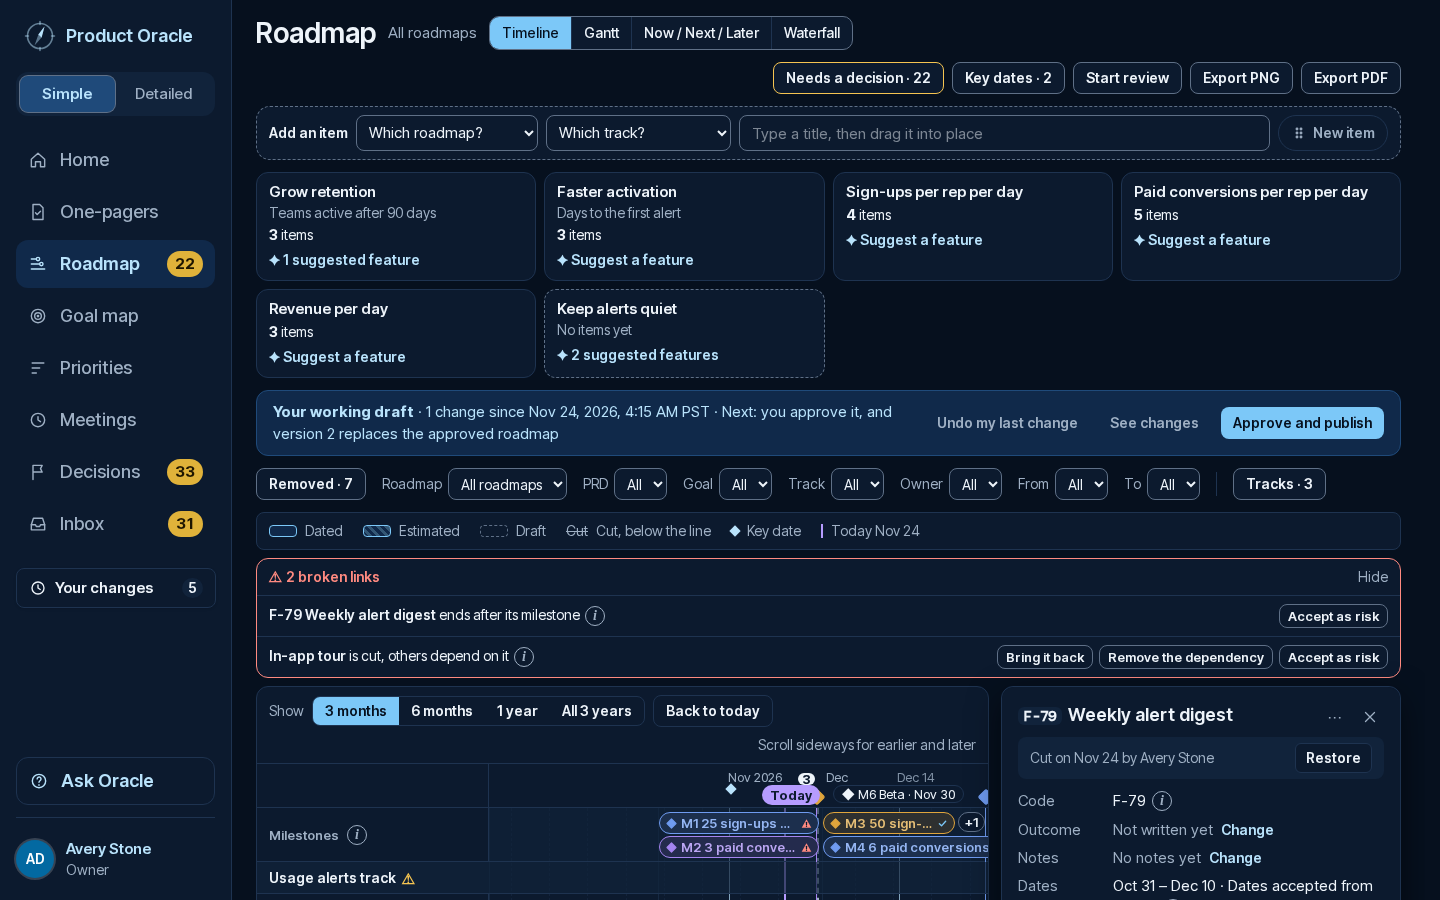 Product Oracle
Simple
Detailed
Home
One-pagers
Roadmap 22
Goal map
Priorities
Meetings
Decisions 33
Inbox 31
Your changes 5
Ask Oracle
AD
Avery Stone
Owner
Roadmap All roadmaps Timeline Gantt Now / Next / Later Waterfall
Needs a decision · 22 Key dates · 2 Start review Export PNG Export PDF
Add an item Which roadmap? Which track? Type a title, then drag it into place New item
Grow retention
Teams active after 90 days
3 items
1 suggested feature
Faster activation
Days to the first alert
3 items
Suggest a feature
Sign-ups per rep per day
4 items
Suggest a feature
Paid conversions per rep per day
5 items
Suggest a feature
Revenue per day
3 items
Suggest a feature
Keep alerts quiet
No items yet
2 suggested features
Your working draft · 1 change since Nov 24, 2026, 4:15 AM PST · Next: you approve it, and
version 2 replaces the approved roadmap
Undo my last change See changes Approve and publish
Removed · 7 Roadmap All roadmaps PRD All Goal All Track All Owner All From All To All Tracks · 3
Dated Estimated Draft Cut Cut, below the line Key date Today Nov 24
⚠ 2 broken links Hide
F-79 Weekly alert digest ends after its milestone i Accept as risk
In-app tour is cut, others depend on it i Bring it back Remove the dependency Accept as risk
Show 3 months 6 months 1 year All 3 years Back to today
Scroll sideways for earlier and later
Nov 2026 3 Dec Dec 14
Today M6 Beta · Nov 30
Milestones i
M1 25 sign-ups ... M3 50 sign-... +1
M2 3 paid conve... M4 6 paid conversions
Usage alerts track ⚠
F-79 Weekly alert digest ...
Cut on Nov 24 by Avery Stone Restore
Code F-79 i
Outcome Not written yet Change
Notes No notes yet Change
Dates Oct 31 – Dec 10 · Dates accepted from